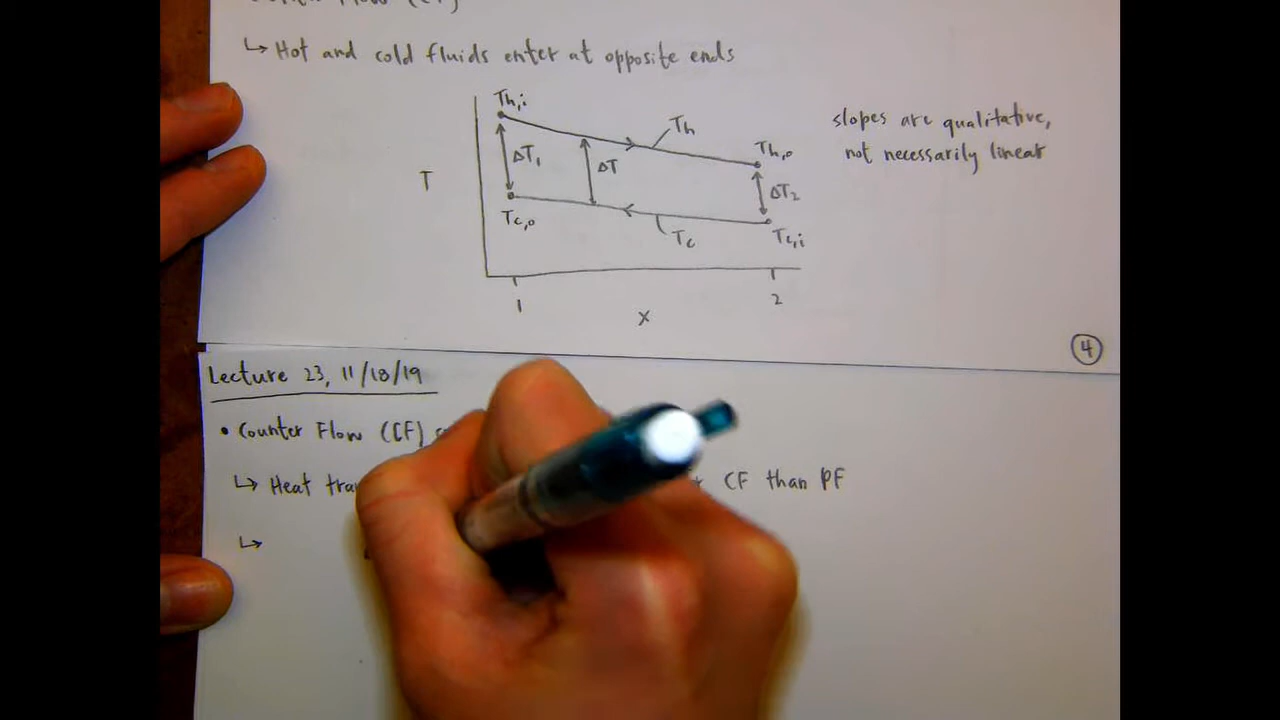 ↳ Hot and cold fluids enter at opposite ends
Th,i
Th
slopes are qualitative,
Th,o
not necessarily linear
ΔT1
ΔT
T
ΔT2
Tc,o
Tc
Tc,i
1
2
x
4
Lecture 23, 11/18/19
• Counter Flow (CF)
↳ Heat CF than PF
↳